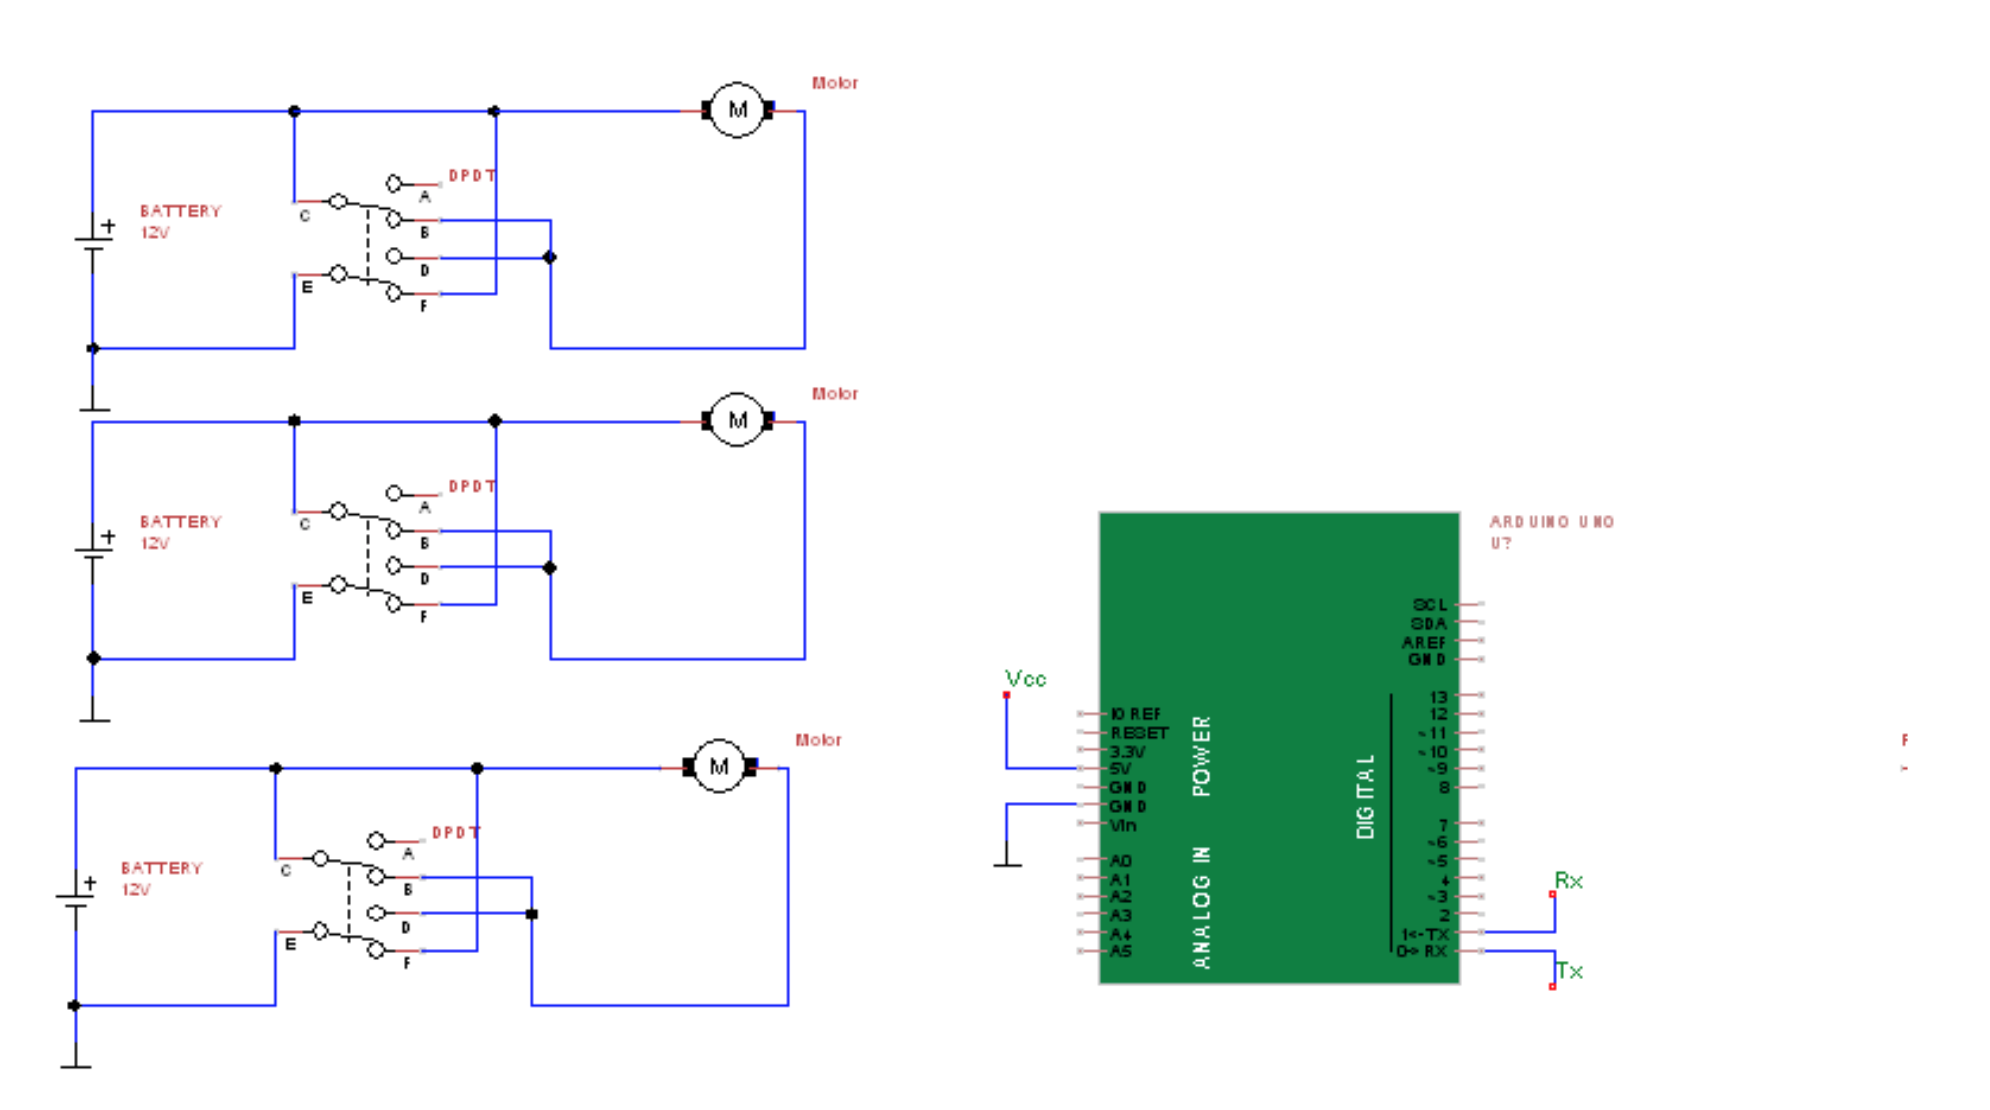 Motor
M
DPDT
A
BATTERY
12V
C
B
D
E
F
Motor
M
DPDT
A
BATTERY
12V
C
B
D
E
F
Motor
M
DPDT
A
BATTERY
12V
C
B
D
E
F
ARDUINO UNO
U?
SCL
SDA
AREF
GND
Vcc
IO REF
RESET
3.3V
5V
GND
GND
Vin
A0
A1
A2
A3
A4
A5
POWER
ANALOG IN
DIGITAL
13
12
~11
~10
~9
8
7
~6
~5
4
~3
2
1<-TX
0-> RX
Rx
Tx